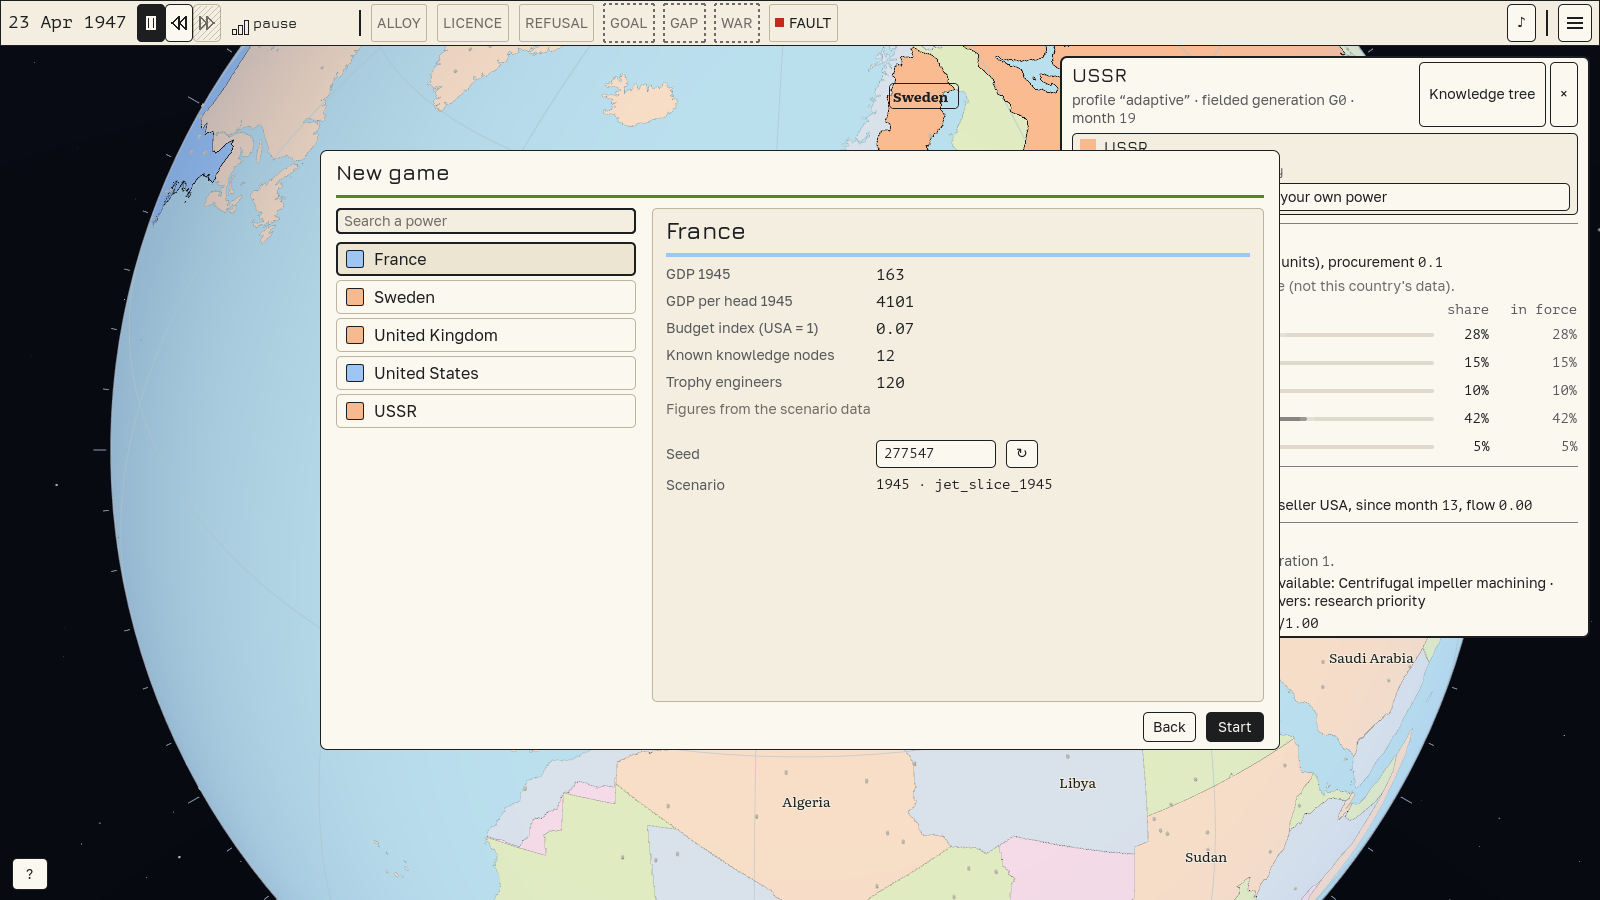 23 Apr 1947
pause
ALLOY
LICENCE
REFUSAL
GOAL
GAP
WAR
FAULT
♪
Sweden
USSR
profile “adaptive” · fielded generation G0 ·
month 19
Knowledge tree
×
USSR
your own power
units), procurement 0.1
e (not this country's data).
share in force
28% 28%
15% 15%
10% 10%
42% 42%
5% 5%
seller USA, since month 13, flow 0.00
ration 1.
vailable: Centrifugal impeller machining ·
vers: research priority
/1.00
New game
Search a power
France
Sweden
United Kingdom
United States
USSR
France
GDP 1945 163
GDP per head 1945 4101
Budget index (USA = 1) 0.07
Known knowledge nodes 12
Trophy engineers 120
Figures from the scenario data
Seed 277547 ↻
Scenario 1945 · jet_slice_1945
Back
Start
Saudi Arabia
Libya
Algeria
Sudan
?